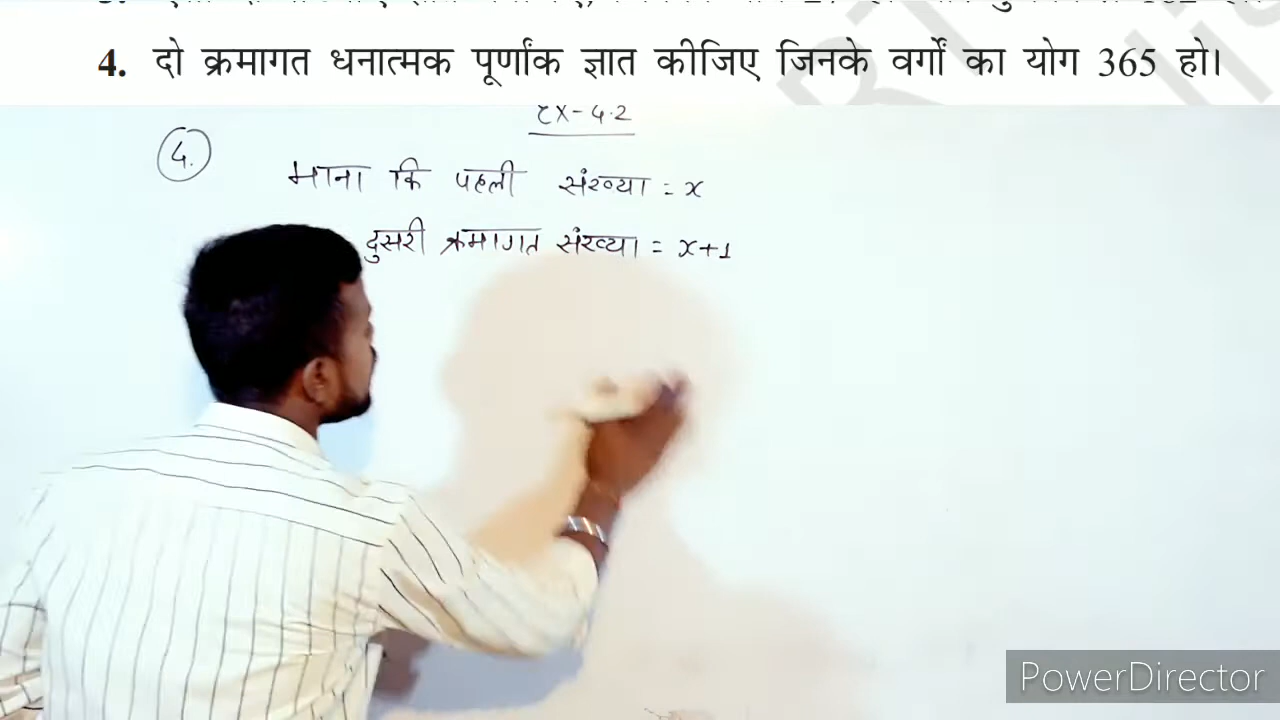 4. दो क्रमागत धनात्मक पूर्णांक ज्ञात कीजिए जिनके वर्गों का योग 365 हो।
EX-4.2
4.
माना कि पहली संख्या = x
दुसरी क्रमागत संख्या = x+1
PowerDirector